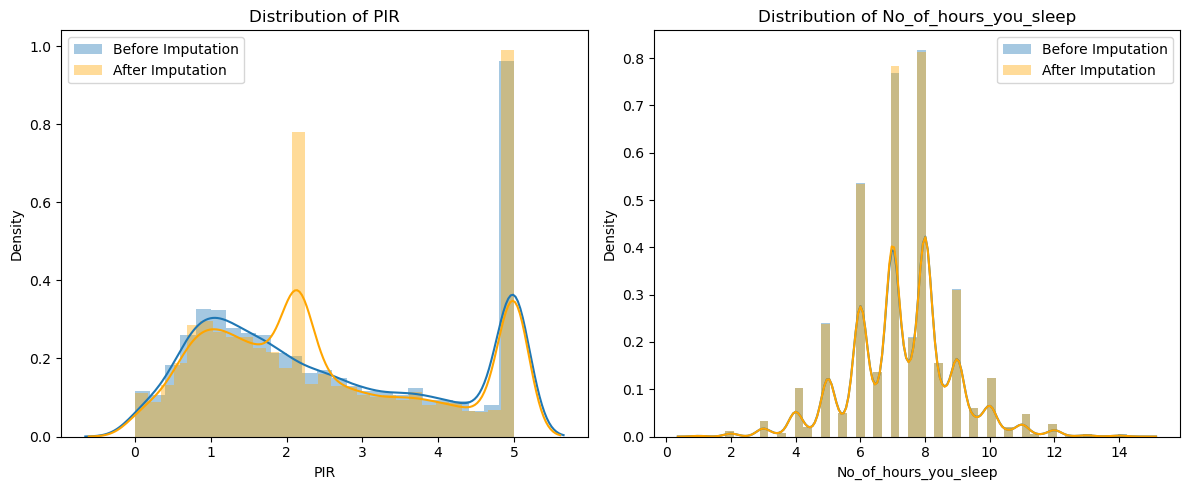 Distribution of PIR
Before Imputation
After Imputation
1.0
0.8
0.6
0.4
0.2
0.0
Density
0
1
2
3
4
5
PIR
Distribution of No_of_hours_you_sleep
Before Imputation
After Imputation
0.8
0.7
0.6
0.5
0.4
0.3
0.2
0.1
0.0
Density
0
2
4
6
8
10
12
14
No_of_hours_you_sleep